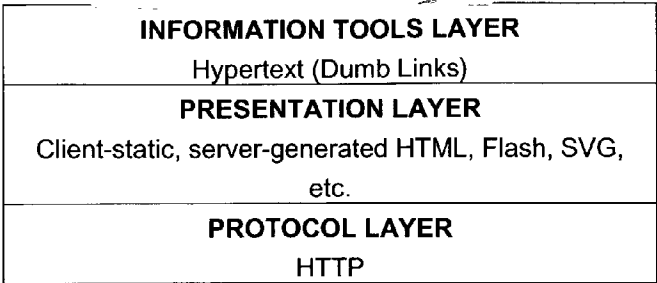 INFORMATION TOOLS LAYER
Hypertext (Dumb Links)
PRESENTATION LAYER
Client-static, server-generated HTML, Flash, SVG,
etc.
PROTOCOL LAYER
HTTP